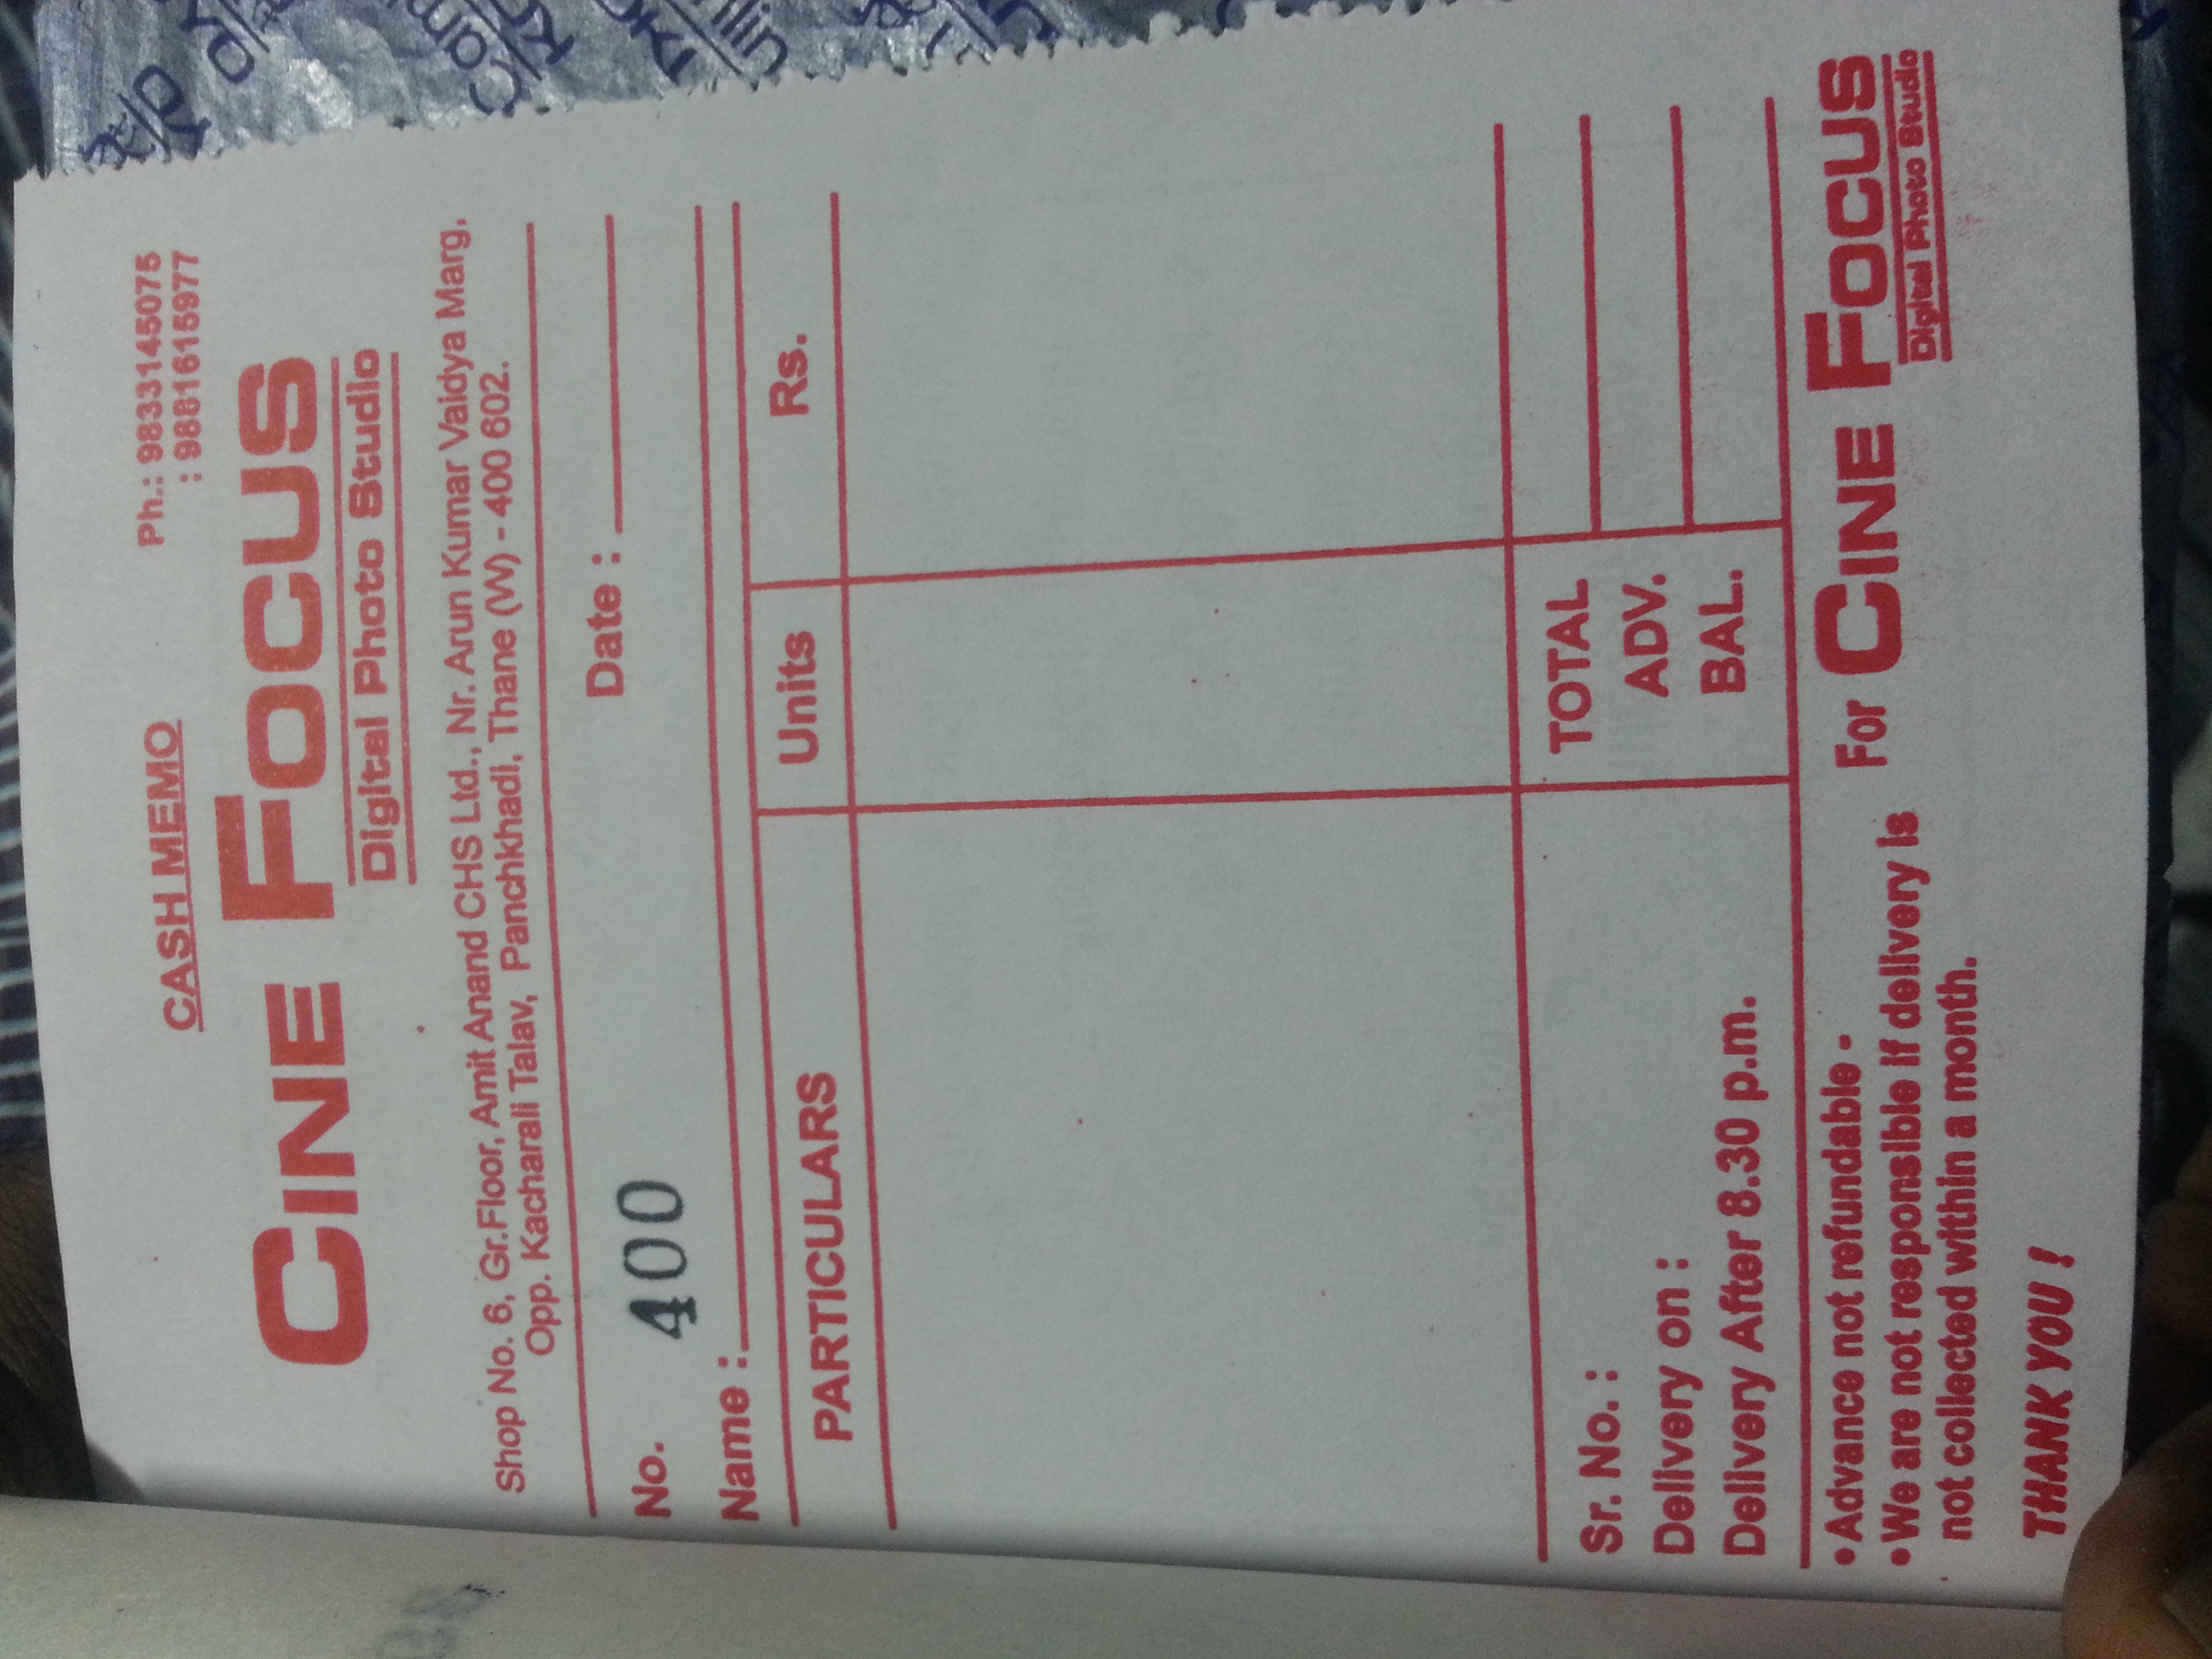 CASH MEMO
Ph.: 9833145075
: 9881615977
CINE FOCUS
Digital Photo Studio
Shop No. 6, Gr.Floor, Amit Anand CHS Ltd., Nr. Arun Kumar Vaidya Marg,
Opp. Kacharali Talav, Panchkhadi, Thane (W) - 400 602.
No. 400
Date :
Name :
PARTICULARS Units Rs.
Sr. No. :
Delivery on :
Delivery After 8.30 p.m.
TOTAL
ADV.
BAL.
• Advance not refundable -
• We are not responsible if delivery is
not collected within a month.
THANK YOU !
For CINE FOCUS
Digital Photo Studio